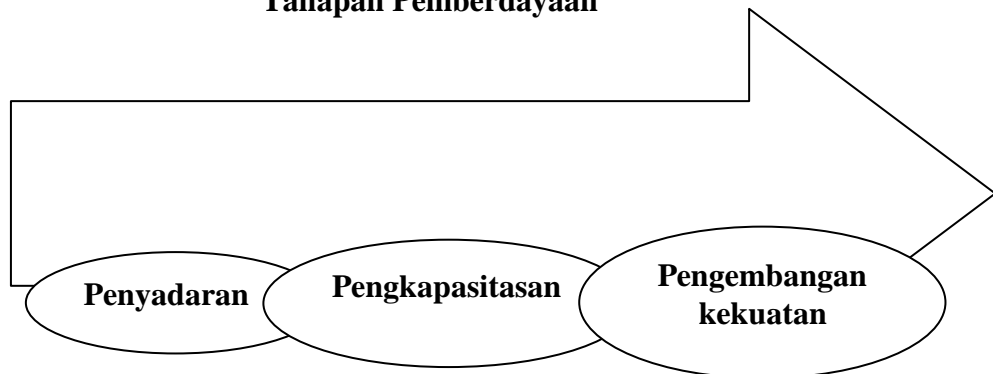 Tahapan Pemberdayaan
Penyadaran
Pengkapasitasan
Pengembangan
kekuatan